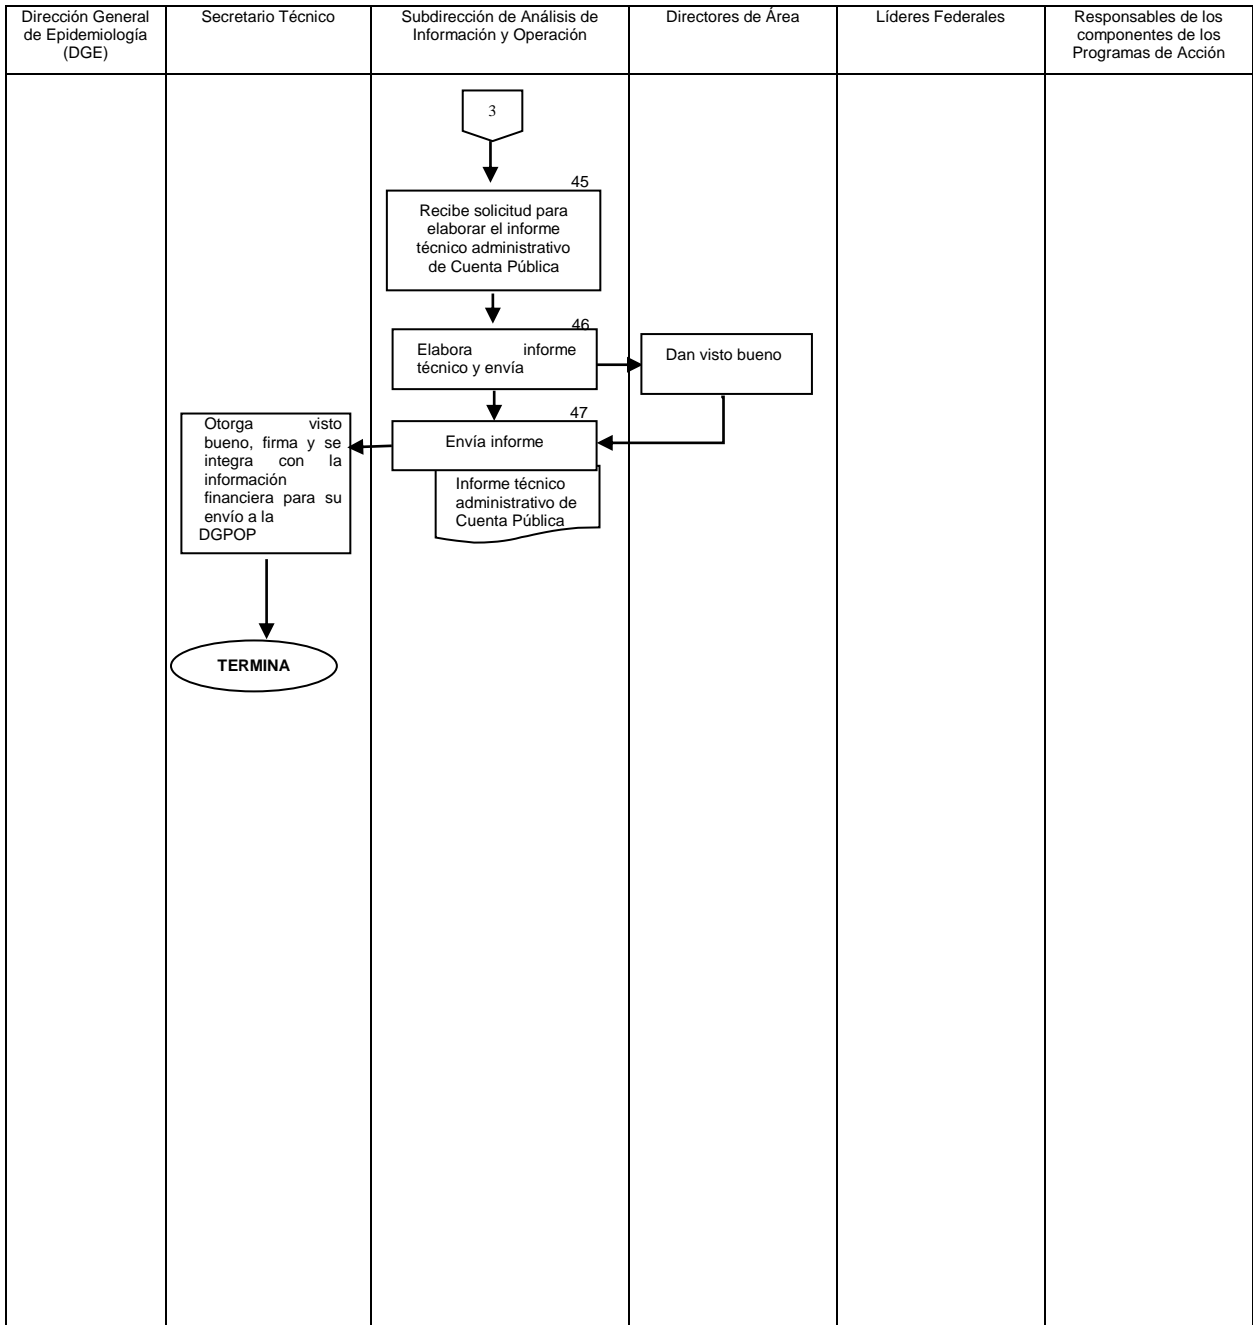 Dirección General
de Epidemiología
(DGE)
Secretario Técnico
Subdirección de Análisis de
Información y Operación
Directores de Área
Líderes Federales
Responsables de los
componentes de los
Programas de Acción
3
45
Recibe solicitud para
elaborar el informe
técnico administrativo
de Cuenta Pública
46
Elabora informe
técnico y envía
Dan visto bueno
47
Envía informe
Informe técnico
administrativo de
Cuenta Pública
Otorga visto
bueno, firma y se
integra con la
información
financiera para su
envío a la
DGPOP
TERMINA